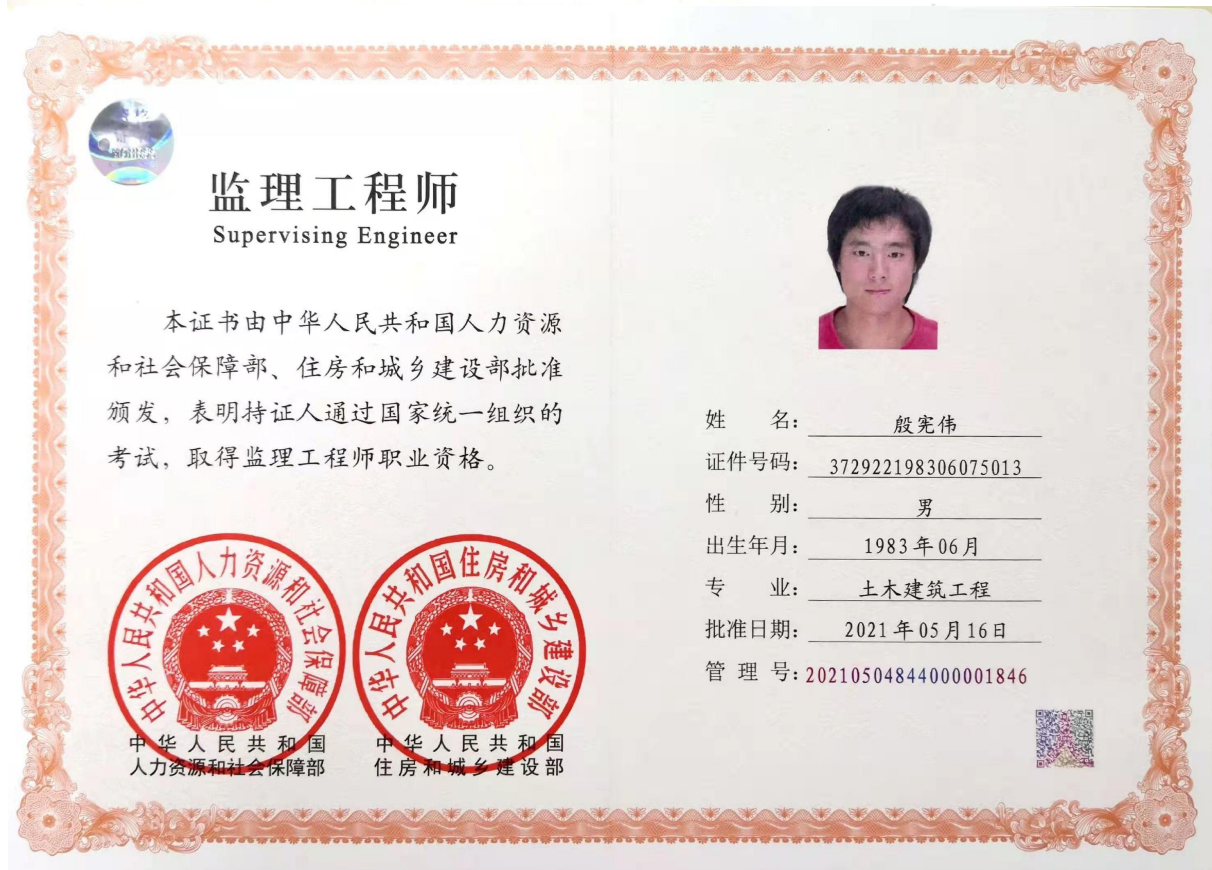 监理工程师
Supervising Engineer
本证书由中华人民共和国人力资源
和社会保障部、住房和城乡建设部批准
颁发，表明持证人通过国家统一组织的
考试，取得监理工程师职业资格。
中华人民共和国人力资源和社会保障部
中华人民共和国住房和城乡建设部
中华人民共和国
人力资源和社会保障部
中华人民共和国
住房和城乡建设部
姓名：殷宪伟
证件号码：372922198306075013
性别：男
出生年月：1983年06月
专业：土木建筑工程
批准日期：2021年05月16日
管理号：20210504844000001846